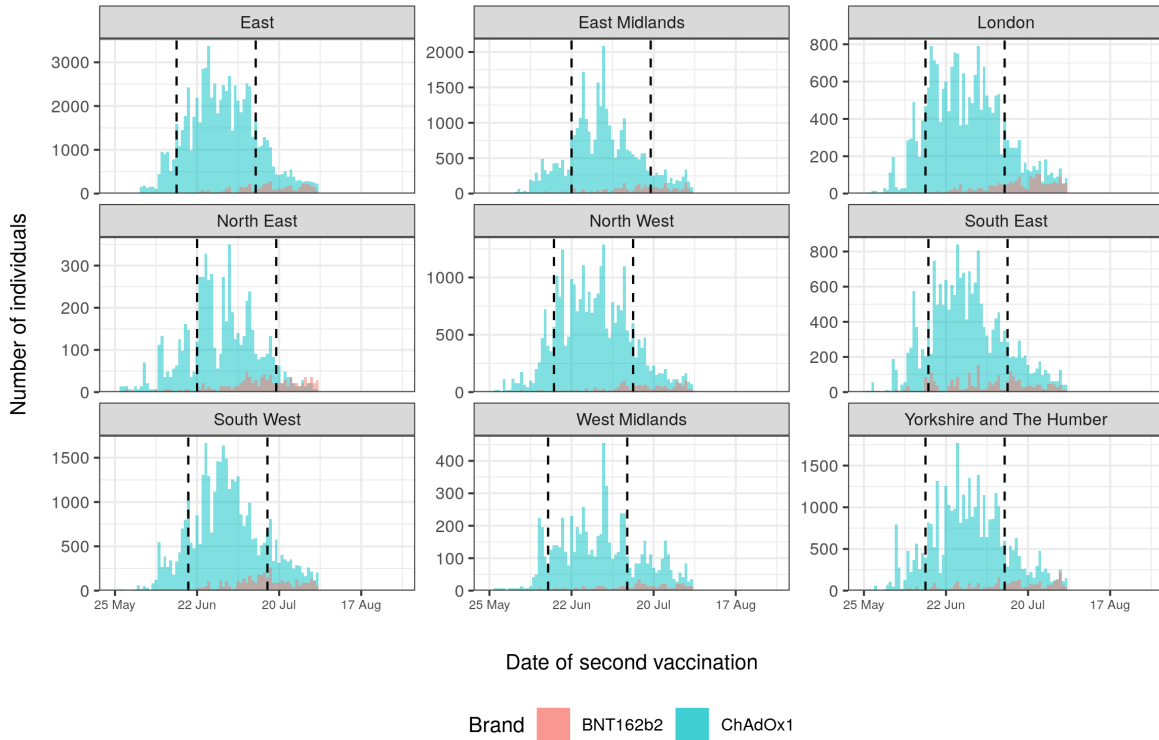 East
East Midlands
London
3000
2000
1000
0
2000
1500
1000
500
0
800
600
400
200
0
North East
North West
South East
300
200
100
0
1000
500
0
800
600
400
200
0
South West
West Midlands
Yorkshire and The Humber
1500
1000
500
0
400
300
200
100
0
1500
1000
500
0
25 May 22 Jun 20 Jul 17 Aug
25 May 22 Jun 20 Jul 17 Aug
25 May 22 Jun 20 Jul 17 Aug
Number of individuals
Date of second vaccination
Brand BNT162b2 ChAdOx1